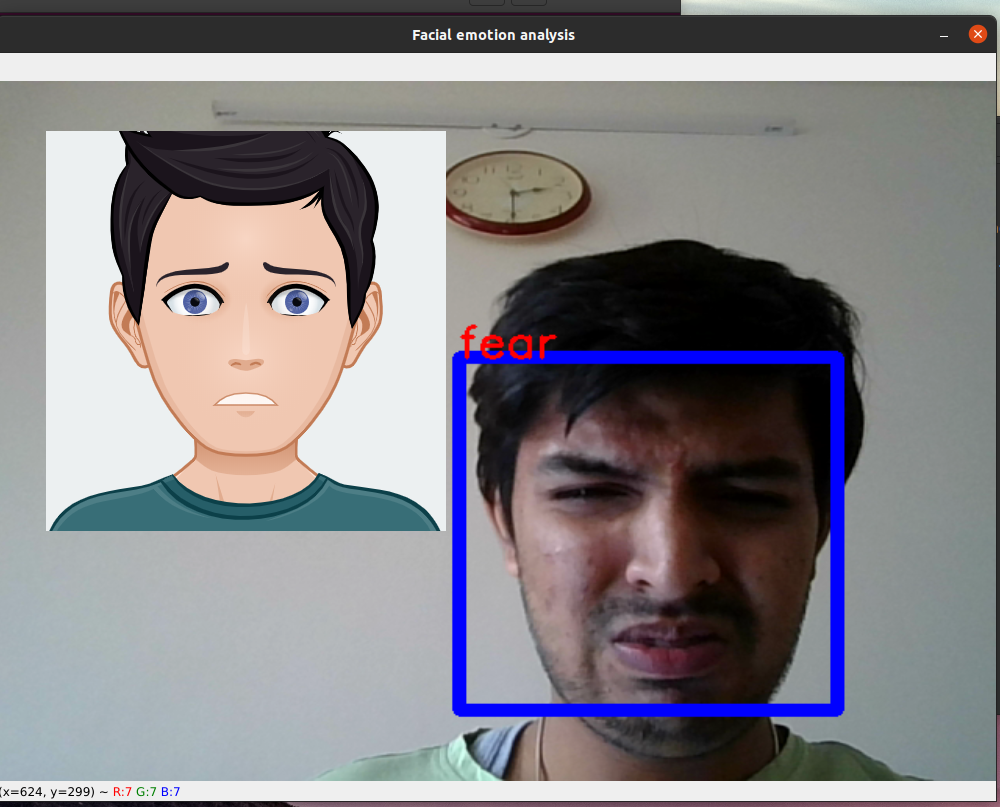 Facial emotion analysis
fear
(x=624, y=299) ~ R:7 G:7 B:7